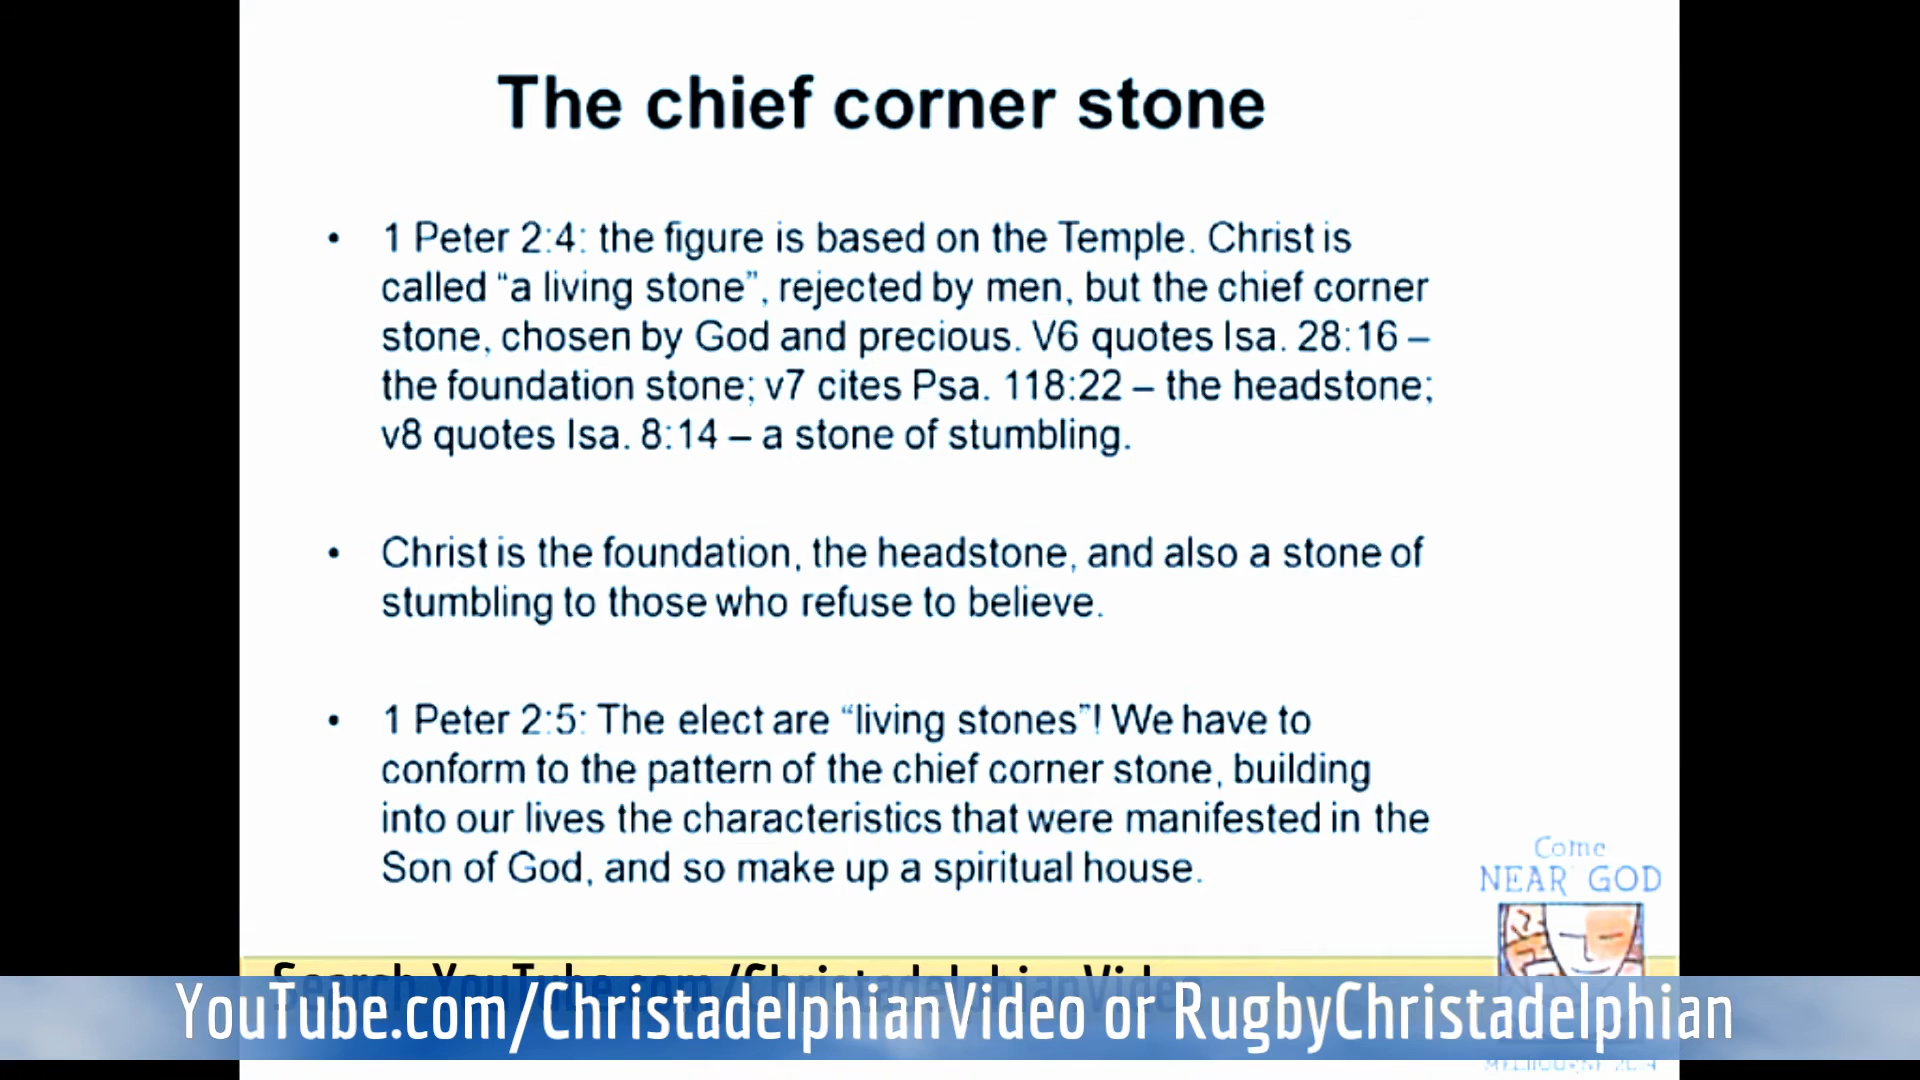 The chief corner stone
• 1 Peter 2:4: the figure is based on the Temple. Christ is
called “a living stone”, rejected by men, but the chief corner
stone, chosen by God and precious. V6 quotes Isa. 28:16 –
the foundation stone; v7 cites Psa. 118:22 – the headstone;
v8 quotes Isa. 8:14 – a stone of stumbling.
• Christ is the foundation, the headstone, and also a stone of
stumbling to those who refuse to believe.
• 1 Peter 2:5: The elect are “living stones”! We have to
conform to the pattern of the chief corner stone, building
into our lives the characteristics that were manifested in the
Son of God, and so make up a spiritual house.
Come
NEAR GOD
Search YouTube.com/ChristadelphianVideo
YouTube.com/ChristadelphianVideo or RugbyChristadelphian
MELBOURNE 2014